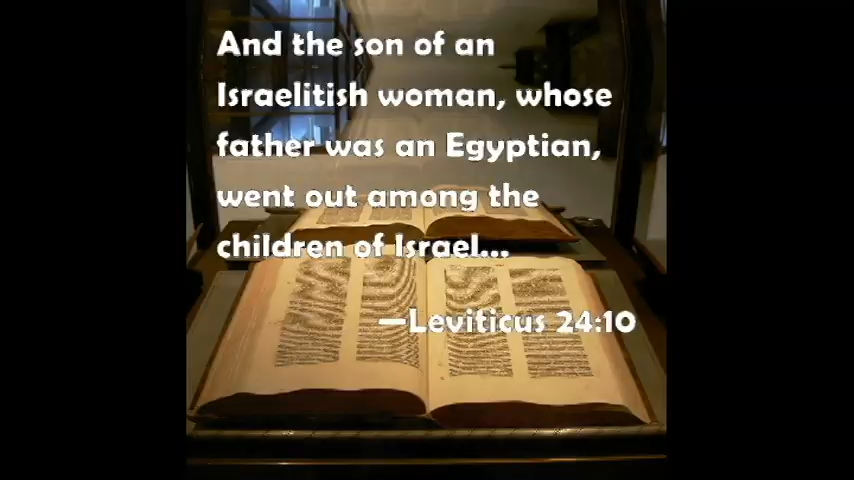 And the son of an
Israelitish woman, whose
father was an Egyptian,
went out among the
children of Israel...
—Leviticus 24:10